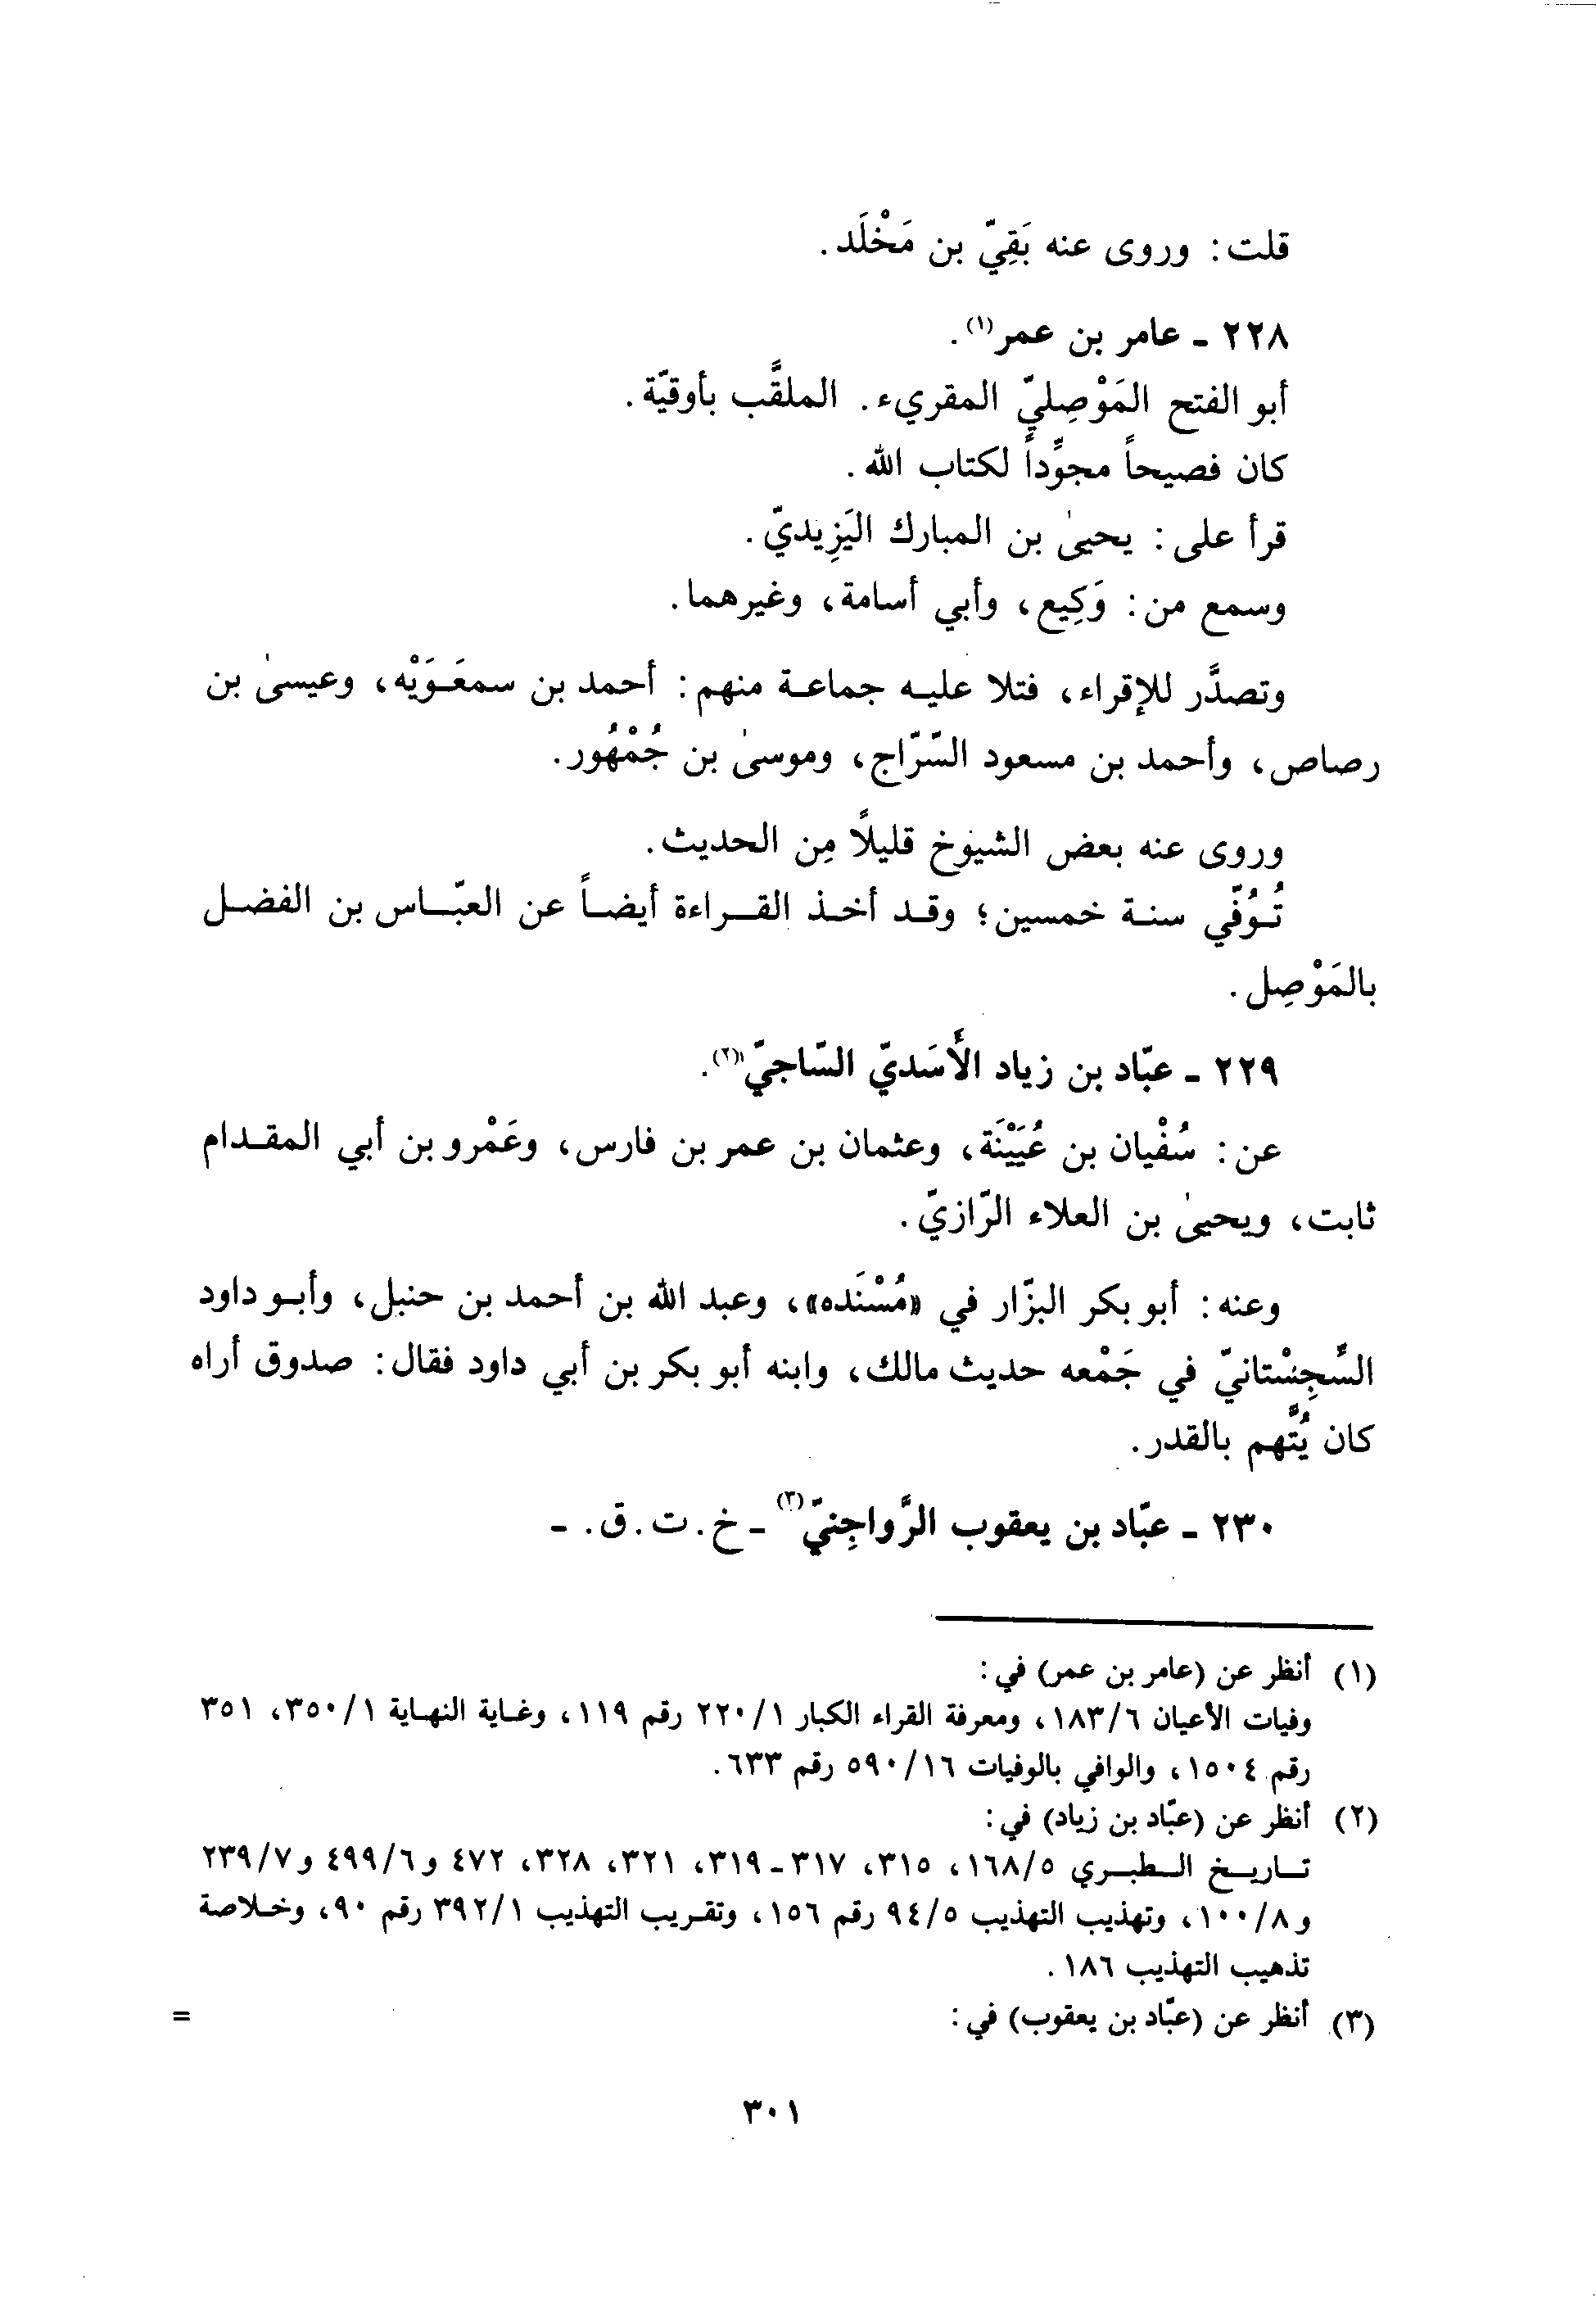 قلت: وروى عنه بَقِيّ بن مَخْلَد.
٢٢٨ - عامر بن عمر(١).
أبو الفتح المَوْصِليّ المقريء. الملقَّب بأوقيّة.
كان فصيحاً مجوِّداً لكتاب الله.
قرأ على: يحيىٰ بن المبارك اليَزِيديّ.
وسمع من: وَكِيع، وأبي أسامة، وغيرهما.
وتصدَّر للإقراء، فتلا عليه جماعة منهم: أحمد بن سمعَوَيْه، وعيسىٰ بن
رصاص، وأحمد بن مسعود السّرّاج، وموسىٰ بن جُمْهُور.
وروى عنه بعض الشيوخ قليلًا مِن الحديث.
تُوُفّي سنة خمسين؛ وقد أخذ القراءة أيضاً عن العبّاس بن الفضل
بالمَوْصِل.
٢٢٩ - عبّاد بن زياد الأَسَديّ السّاجيّ(٢).
عن: سُفْيان بن عُيَيْنَة، وعثمان بن عمر بن فارس، وعَمْرو بن أبي المقدام
ثابت، ويحيىٰ بن العلاء الرّازيّ.
وعنه: أبو بكر البزّار في «مُسْنَده»، وعبد الله بن أحمد بن حنبل، وأبو داود
السِّجِسْتانيّ في جَمْعه حديث مالك، وابنه أبو بكر بن أبي داود فقال: صدوق أراه
كان يُتَّهم بالقدر.
٢٣٠ - عبّاد بن يعقوب الرَّواجِنيّ(٣) - خ. ت. ق. -
(١) أنظر عن (عامر بن عمر) في:
وفيات الأعيان ١٨٣/٦، ومعرفة القراء الكبار ٢٢٠/١ رقم ١١٩، وغاية النهاية ٣٥٠/١، ٣٥١
رقم ١٥٠٤، والوافي بالوفيات ٥٩٠/١٦ رقم ٦٣٣.
(٢) أنظر عن (عبّاد بن زياد) في:
تاريخ الطبري ١٦٨/٥، ٣١٥، ٣١٧ - ٣١٩، ٣٢١، ٣٢٨، ٤٧٢ و٤٩٩/٦ و٢٣٩/٧
و١٠٠/٨، وتهذيب التهذيب ٩٤/٥ رقم ١٥٦، وتقريب التهذيب ٣٩٢/١ رقم ٩٠، وخلاصة
تذهيب التهذيب ١٨٦.
(٣) أنظر عن (عبّاد بن يعقوب) في: =
٣٠١